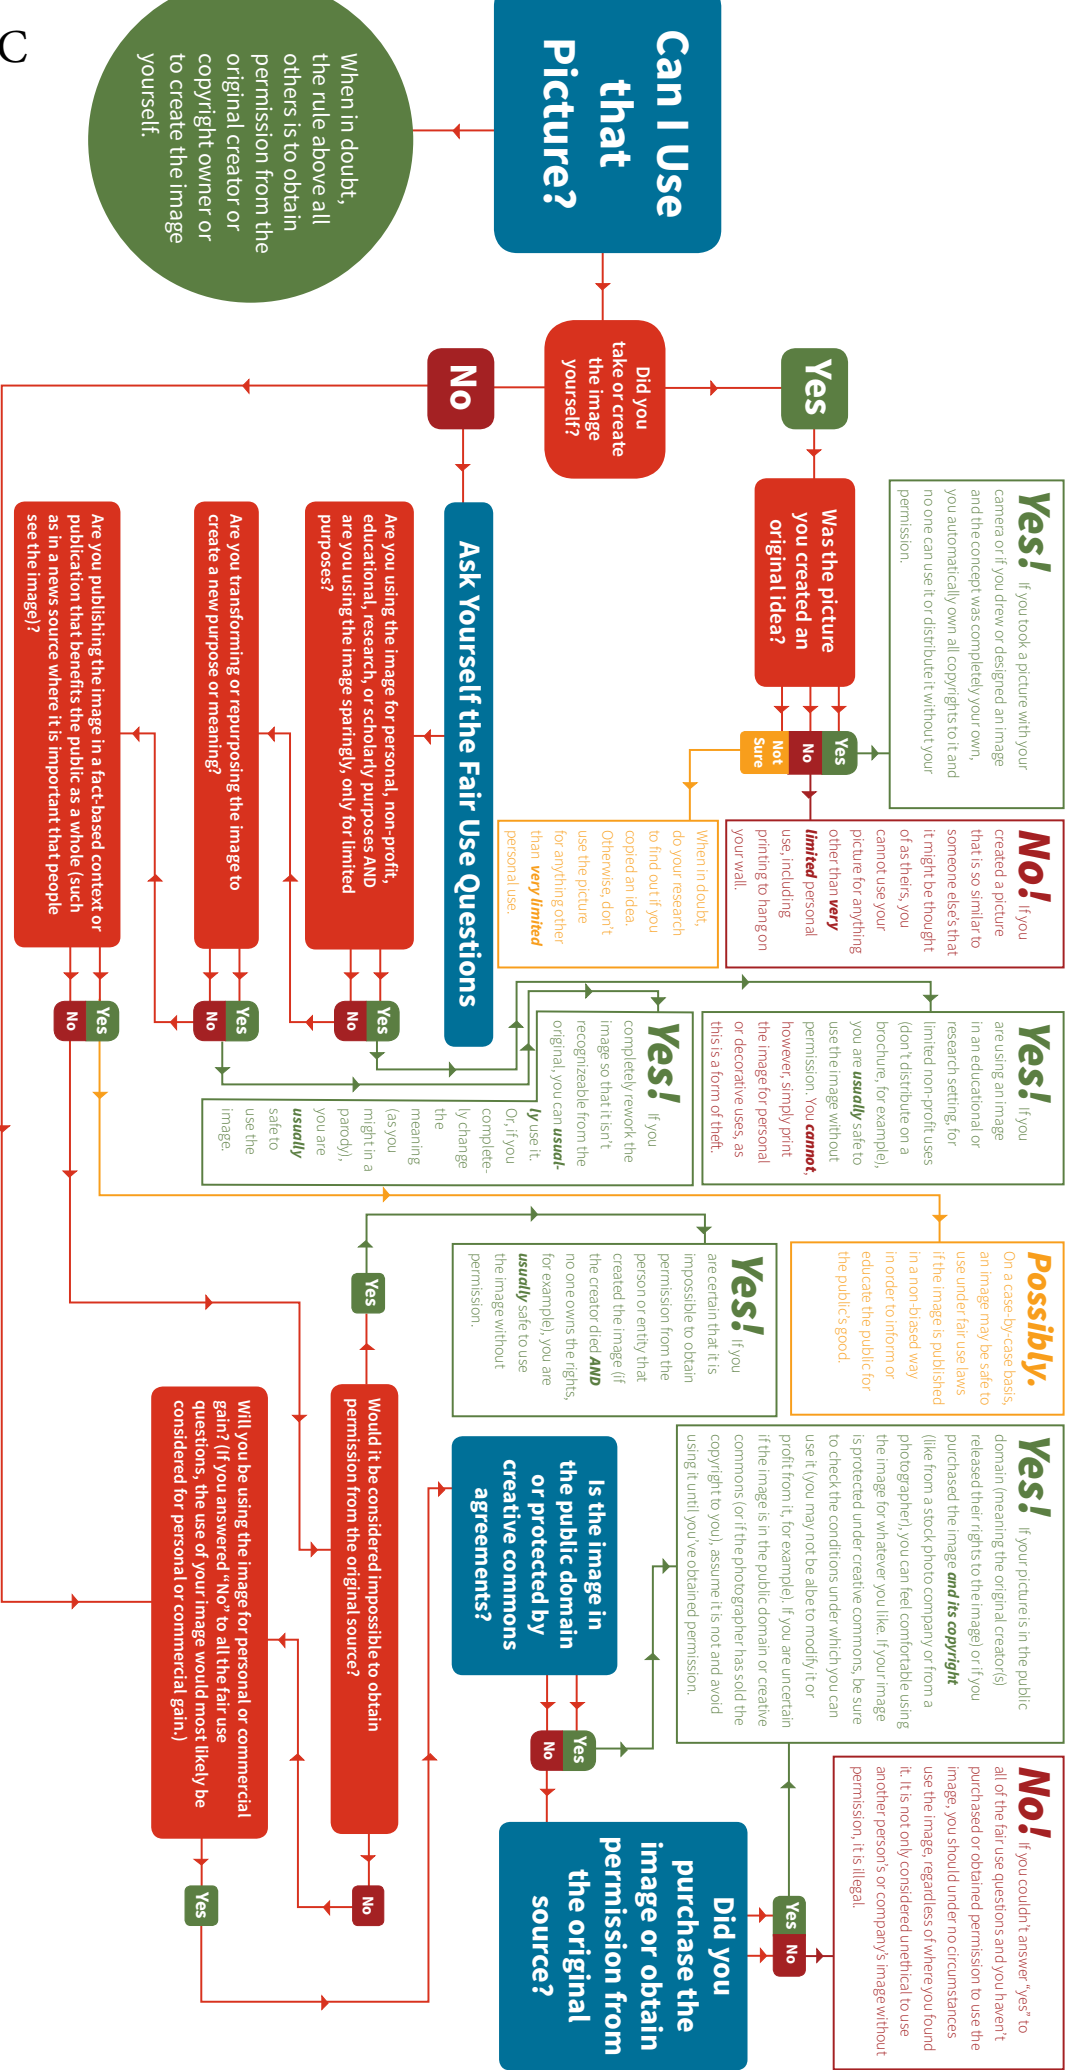 Can I Use
that
Picture?
When in doubt,
the rule above all
others is to obtain
permission from the
original creator or
copyright owner or
to create the image
yourself.
C
Did you
take or create
the image
yourself?
Yes
No
Was the picture
you created an
original idea?
Yes
No
Not
Sure
Yes! If you took a picture with your
camera or if you drew or designed an image
and the concept was completely your own,
you automatically own all copyrights to it and
no one can use it or distribute it without your
permission.
No! If you
created a picture
that is so similar to
someone else's that
it might be thought
of as theirs, you
cannot use your
picture for anything
other than very
limited personal
use, including
printing to hang on
your wall.
When in doubt,
do your research
to find out if you
copied an idea.
Otherwise, don't
use the picture
for anything other
than very limited
personal use.
Ask Yourself the Fair Use Questions
Are you using the image for personal, non-profit,
educational, research, or scholarly purposes AND
are you using the image sparingly, only for limited
purposes?
Yes
No
Are you transforming or repurposing the image to
create a new purpose or meaning?
Yes
No
Are you publishing the image in a fact-based context or
publication that benefits the public as a whole (such
as in a news source where it is important that people
see the image)?
Yes
No
Yes! If you
are using an image
in an educational or
research setting, for
limited non-profit uses
(don't distribute on a
brochure, for example),
you are usually safe to
use the image without
permission. You cannot,
however, simply print
the image for personal
or decorative uses, as
this is a form of theft.
Yes! If you
completely rework the
image so that it isn't
recognizeable from the
original, you can usual-
ly use it.
Or, if you
complete-
ly change
the
meaning
(as you
might in a
parody),
you are
usually
safe to
use the
image.
Possibly.
On a case-by-case basis,
an image may be safe to
use under fair use laws
if the image is published
in a non-biased way
in order to inform or
educate the public for
the public's good.
Yes! If you
are certain that it is
impossible to obtain
permission from the
person or entity that
created the image (if
the creator died AND
no one owns the rights,
for example), you are
usually safe to use
the image without
permission.
Yes
Would it be considered impossible to obtain
permission from the original source?
No
Will you be using the image for personal or commercial
gain? (If you answered “No” to all the fair use
questions, the use of your image would most likely be
considered for personal or commercial gain.)
Yes
Is the image in
the public domain
or protected by
creative commons
agreements?
Yes
No
Yes! If your picture is in the public
domain (meaning the original creator(s)
released their rights to the image) or if you
purchased the image and its copyright
(like from a stock photo company or from a
photographer), you can feel comfortable using
the image for whatever you like. If your image
is protected under creative commons, be sure
to check the conditions under which you can
use it (you may not be albe to modify it or
profit from it, for example). If you are uncertain
if the image is in the public domain or creative
commons (or if the photographer has sold the
copyright to you), assume it is not and avoid
using it until you've obtained permission.
Did you
purchase the
image or obtain
permission from
the original
source?
Yes
No
No! If you couldn't answer “yes” to
all of the fair use questions and you haven't
purchased or obtained permission to use the
image, you should under no circumstances
use the image, regardless of where you found
it. It is not only considered unethical to use
another person's or company's image without
permission, it is illegal.